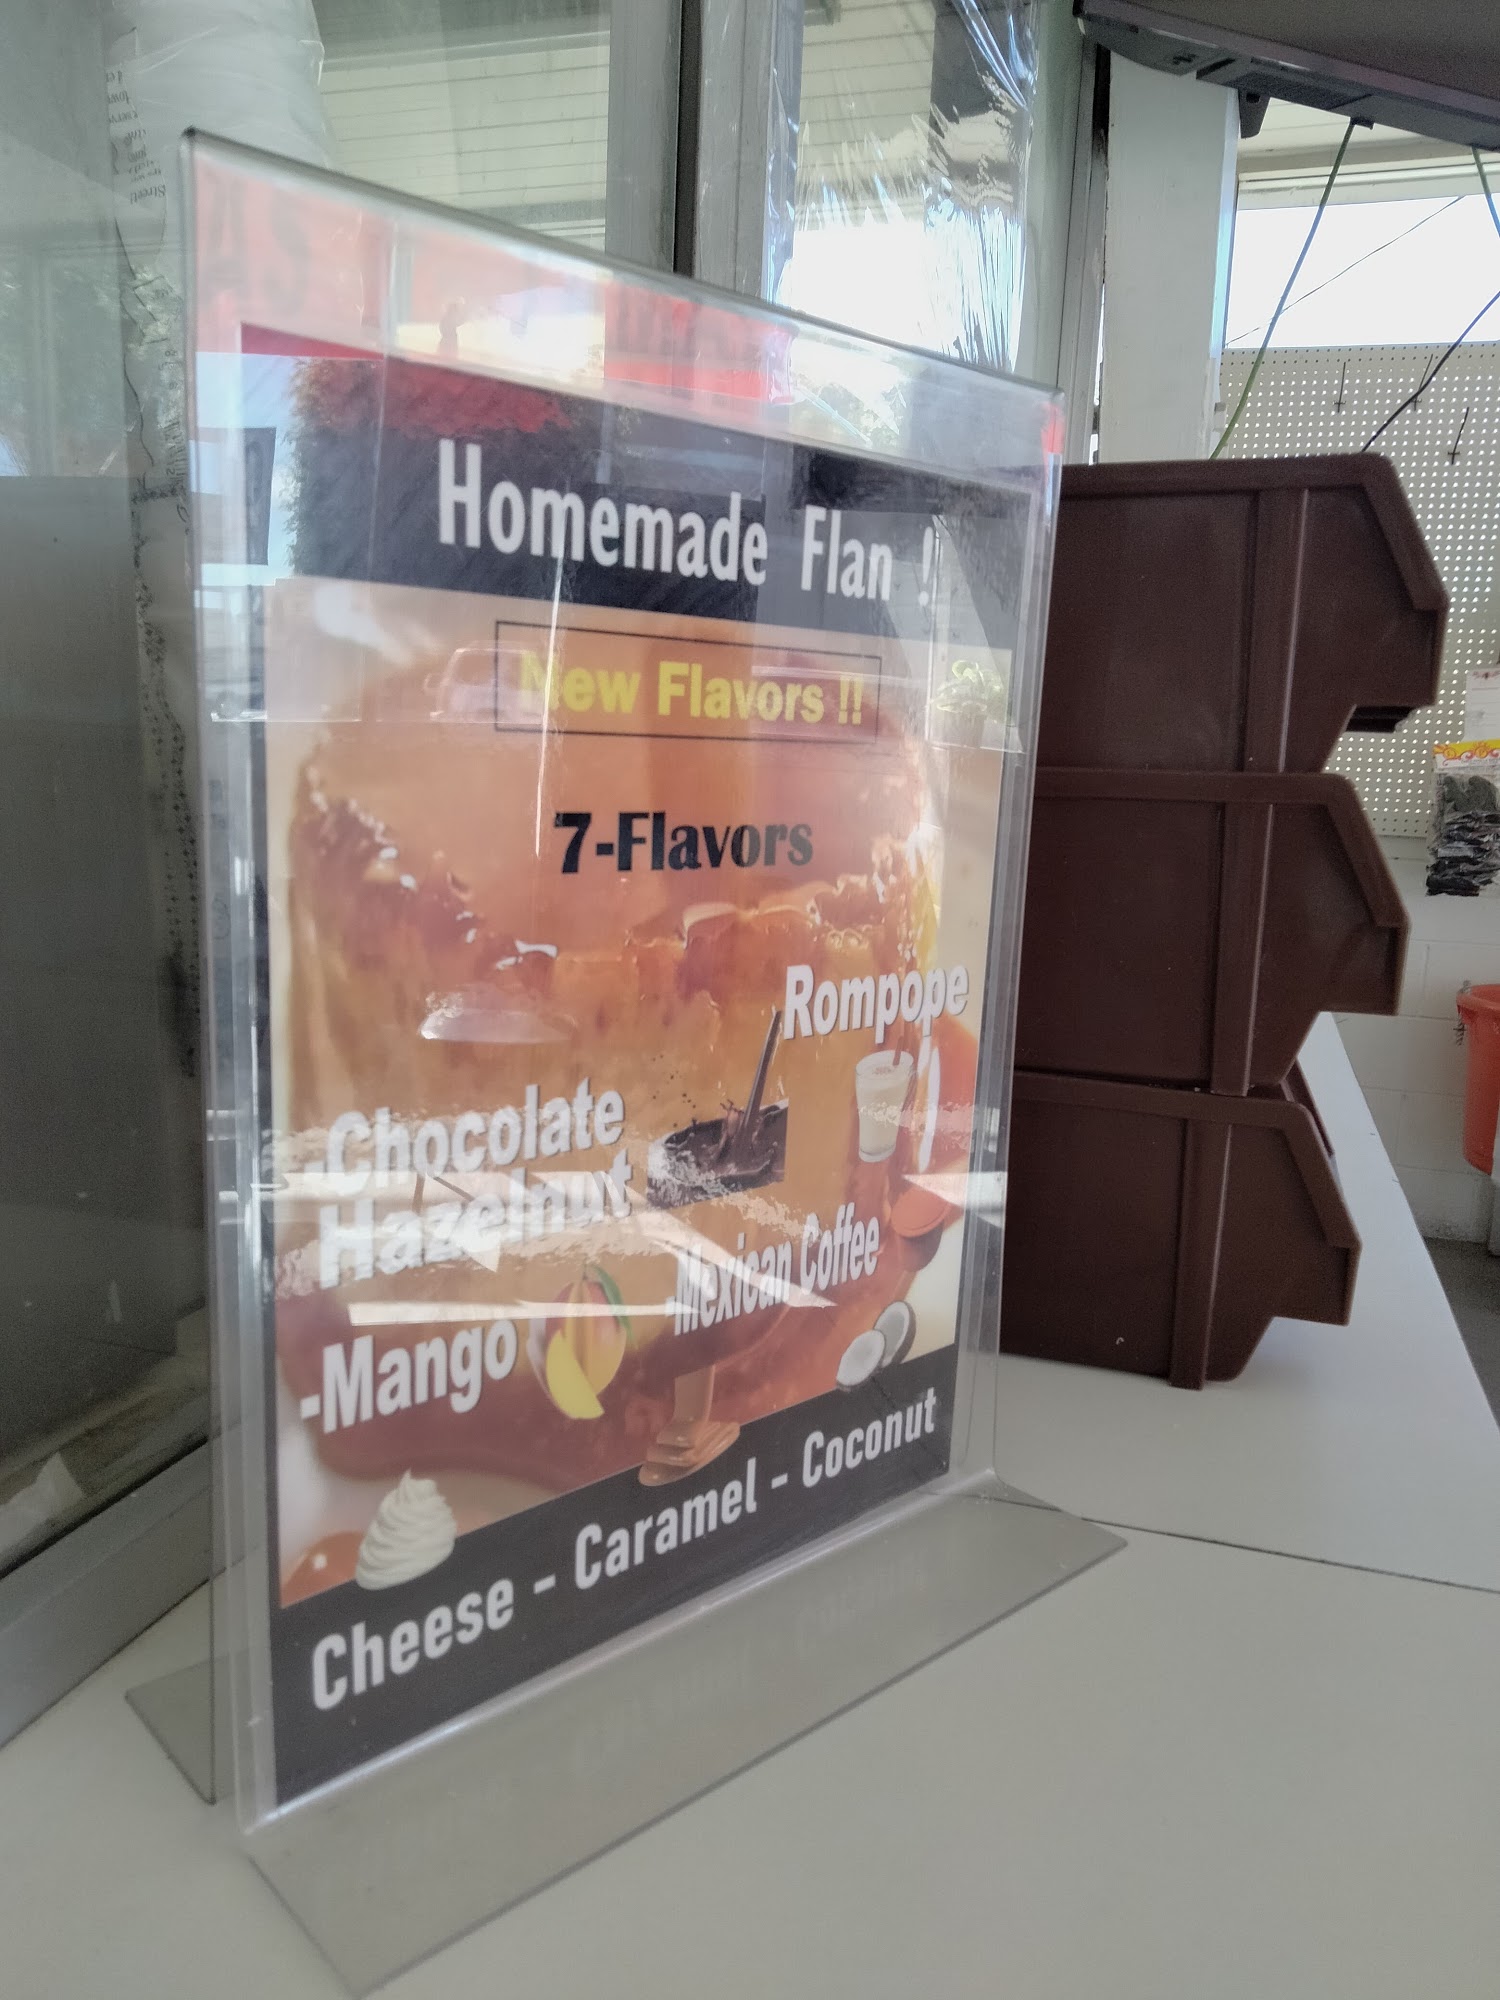 Homemade Flan !
New Flavors !!
7-Flavors
Rompope
-Chocolate
Hazelnut
-Mexican Coffee
-Mango
Cheese - Caramel - Coconut